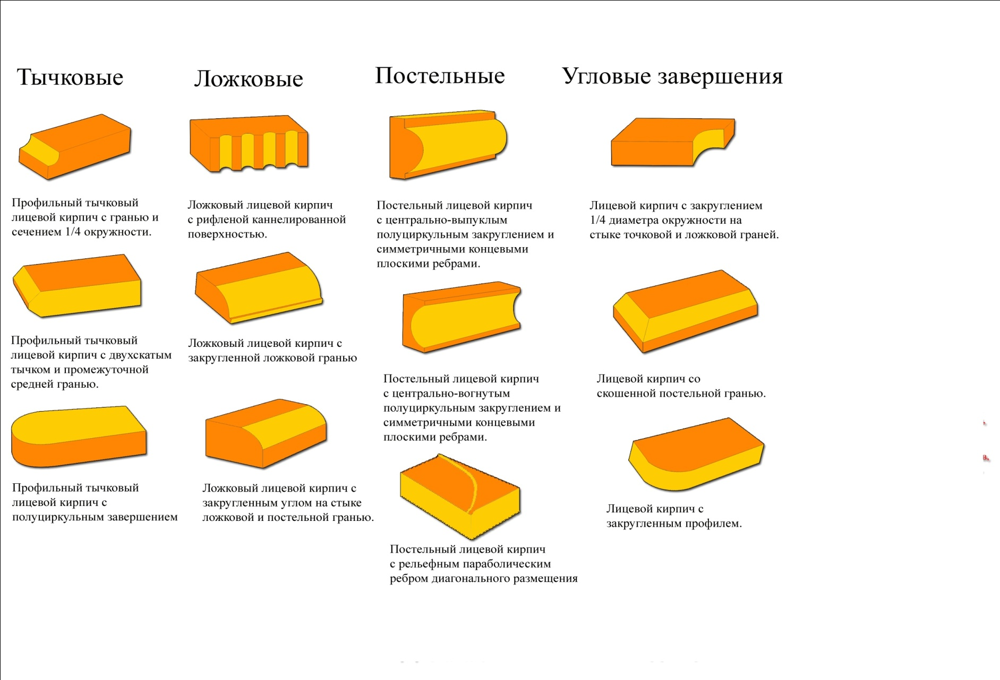 Тычковые
Профильный тычковый
лицевой кирпич с гранью и
сечением 1/4 окружности.
Профильный тычковый
лицевой кирпич с двухскатым
тычком и промежуточной
средней гранью.
Профильный тычковый
лицевой кирпич с
полуциркульным завершением
Ложковые
Ложковый лицевой кирпич
с рифленой каннелированной
поверхностью.
Ложковый лицевой кирпич с
закругленной ложковой гранью
Ложковый лицевой кирпич с
закругленным углом на стыке
ложковой и постельной гранью.
Постельные
Постельный лицевой кирпич
с центрально-выпуклым
полуциркульным закруглением и
симметричными концевыми
плоскими ребрами.
Постельный лицевой кирпич
с центрально-вогнутым
полуциркульным закруглением и
симметричными концевыми
плоскими ребрами.
Постельный лицевой кирпич
с рельефным параболическим
ребром диагонального размещения
Угловые завершения
Лицевой кирпич с закруглением
1/4 диаметра окружности на
стыке точковой и ложковой граней.
Лицевой кирпич со
скошенной постельной гранью.
Лицевой кирпич с
закругленным профилем.